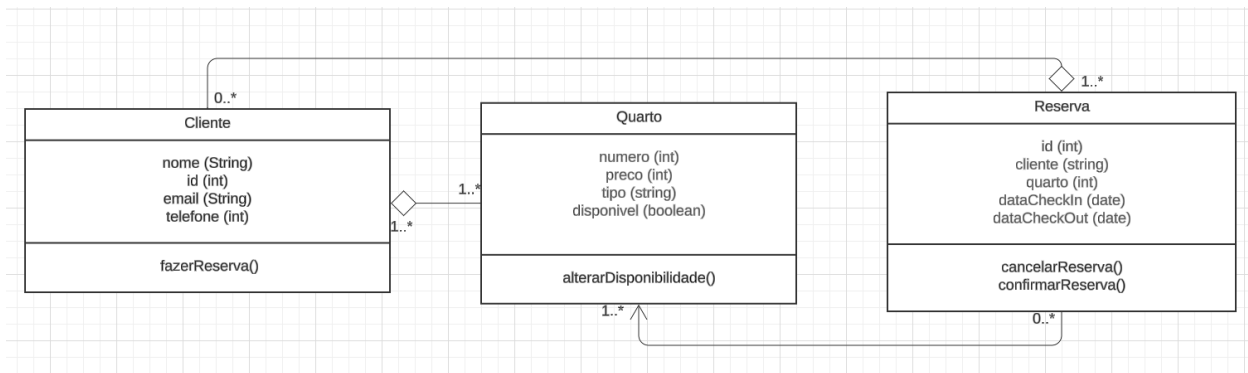 0..*
1..*
Cliente
nome (String)
id (int)
email (String)
telefone (int)
fazerReserva()
1..*
1..*
Quarto
numero (int)
preco (int)
tipo (string)
disponivel (boolean)
alterarDisponibilidade()
1..*
Reserva
id (int)
cliente (string)
quarto (int)
dataCheckIn (date)
dataCheckOut (date)
cancelarReserva()
confirmarReserva()
0..*